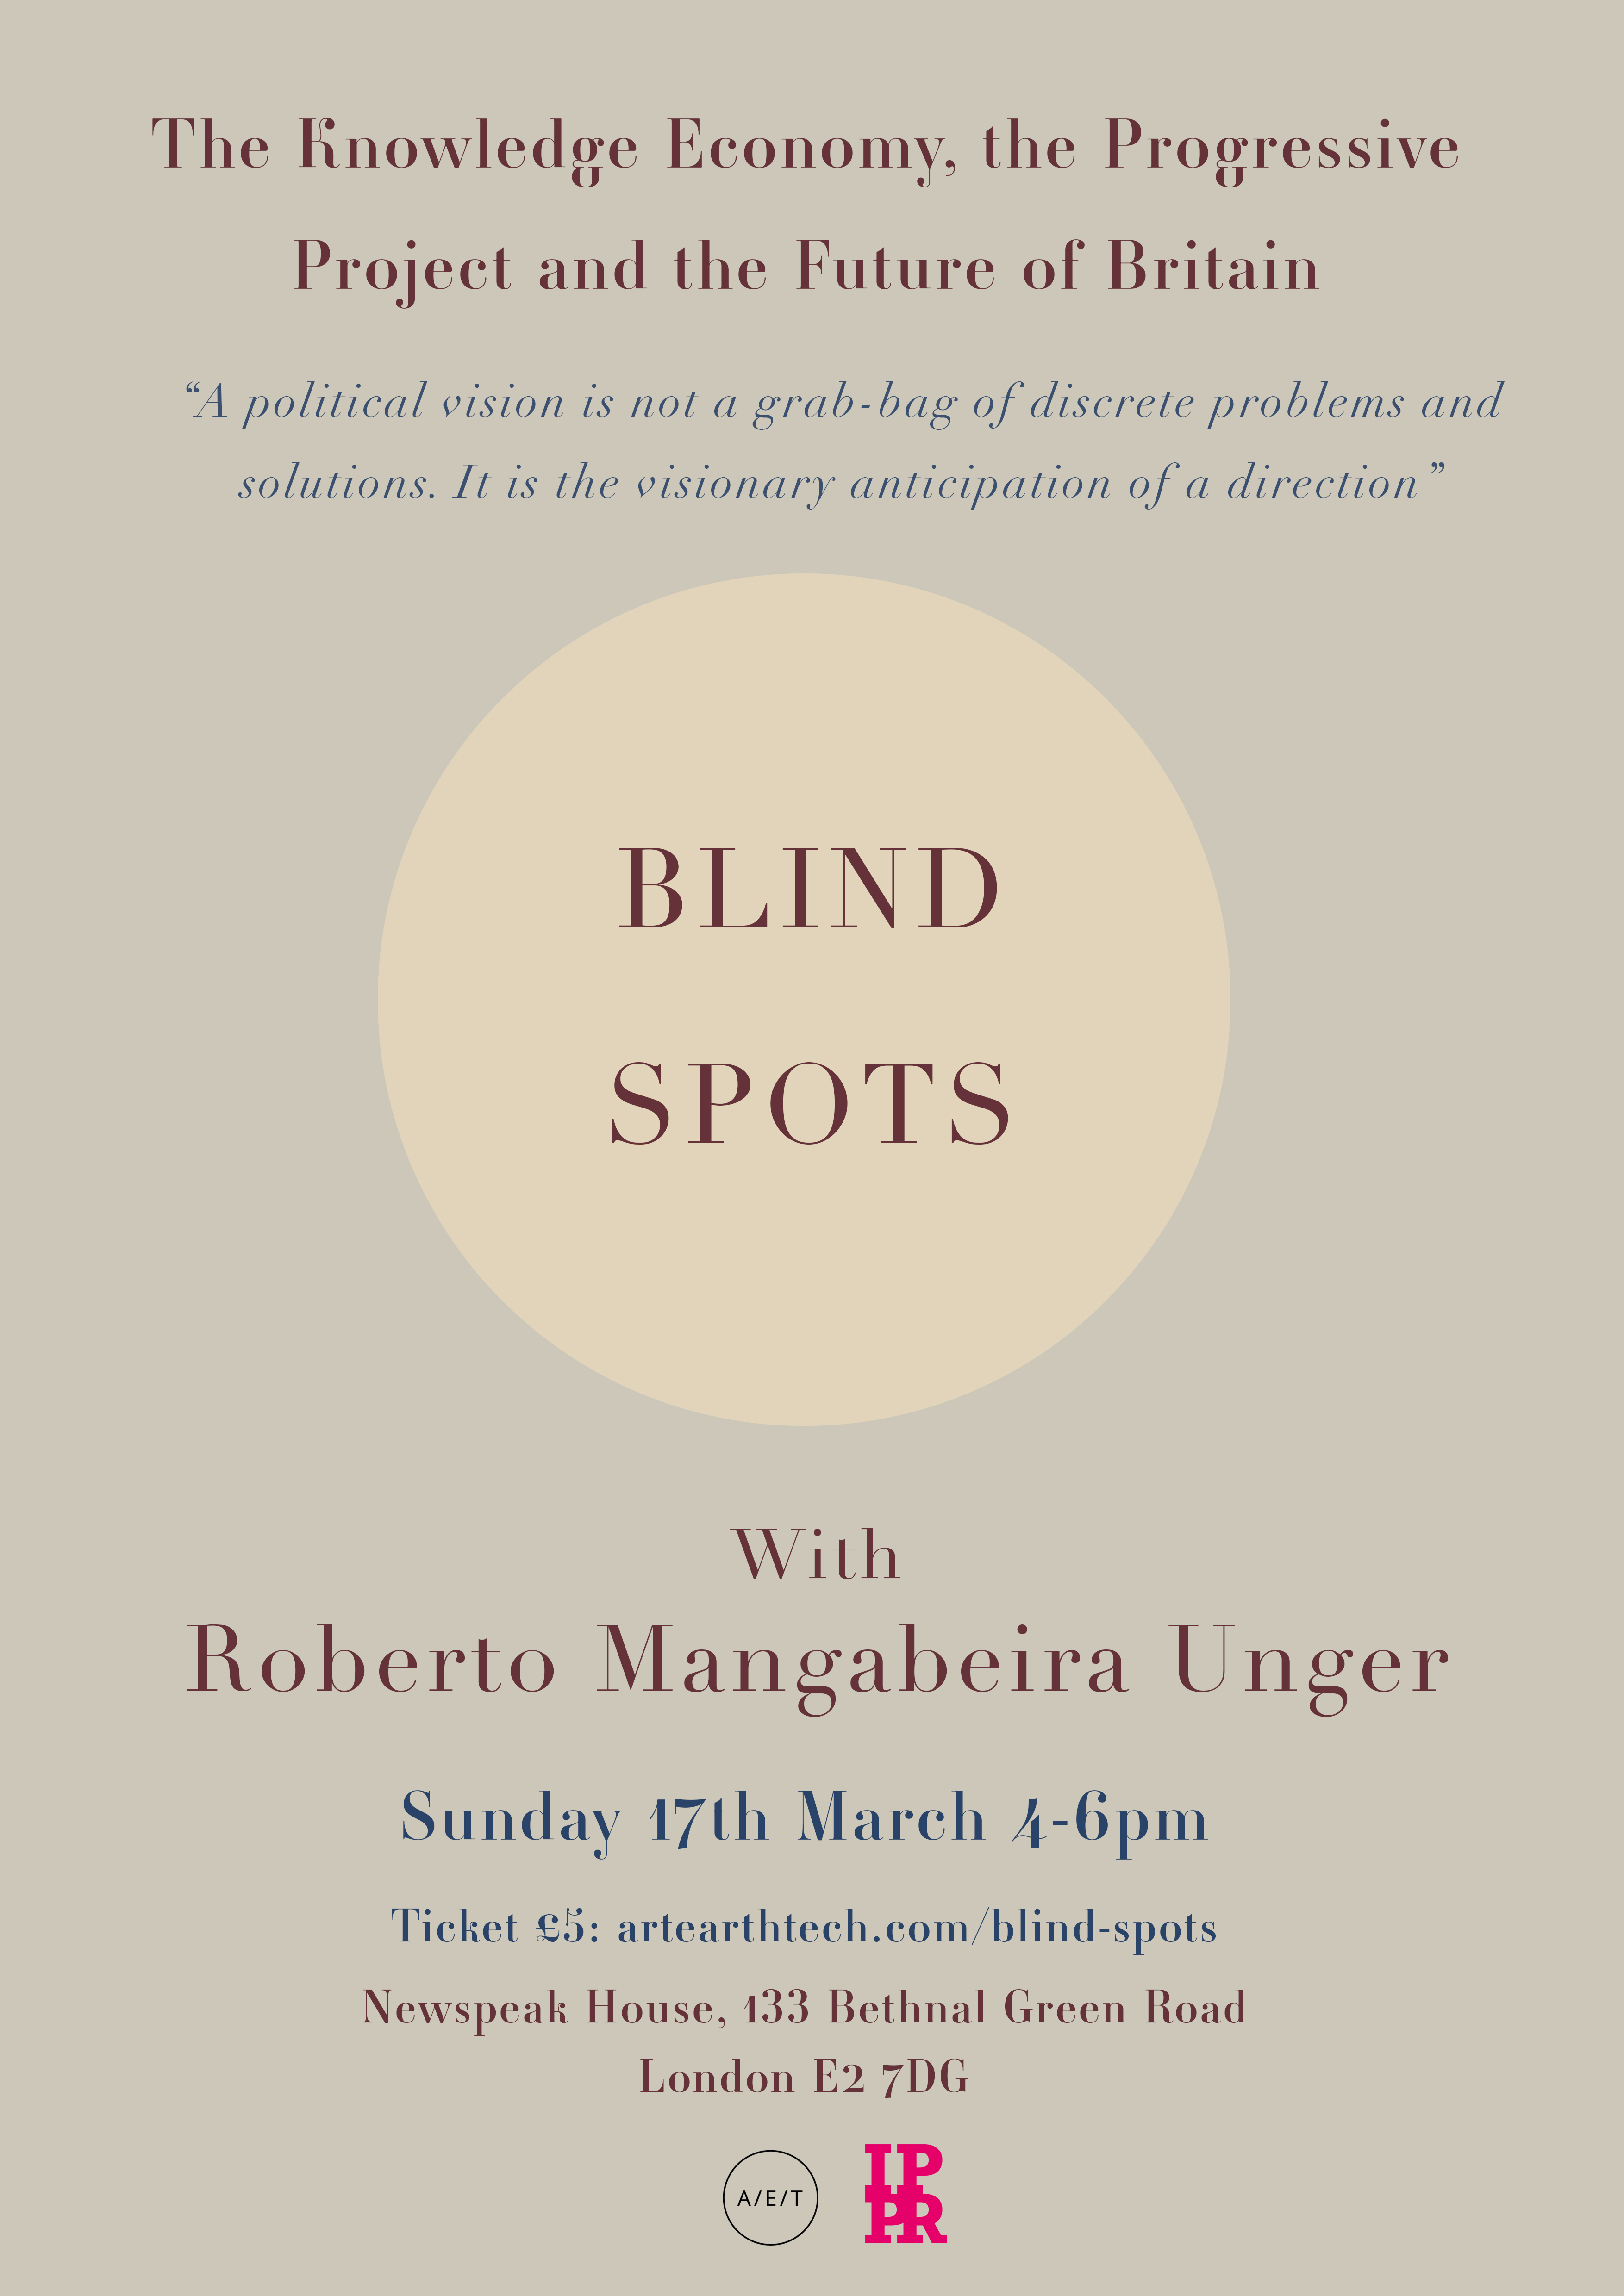 The Knowledge Economy, the Progressive
Project and the Future of Britain
“A political vision is not a grab-bag of discrete problems and
solutions. It is the visionary anticipation of a direction”
BLIND
SPOTS
With
Roberto Mangabeira Unger
Sunday 17th March 4-6pm
Ticket £5: artearthtech.com/blind-spots
Newspeak House, 133 Bethnal Green Road
London E2 7DG
A/E/T
IP
PR